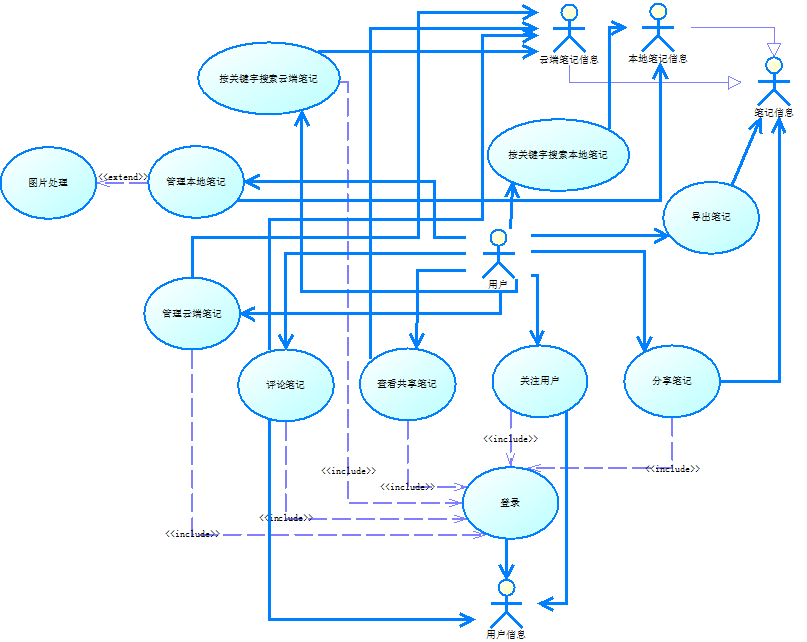 云端笔记信息
本地笔记信息
按关键字搜索云端笔记
笔记信息
按关键字搜索本地笔记
<<extend>>
图片处理
管理本地笔记
导出笔记
用户
管理云端笔记
评论笔记
查看共享笔记
关注用户
分享笔记
<<include>>
<<include>>
<<include>>
<<include>>
登录
<<include>>
<<include>>
用户信息